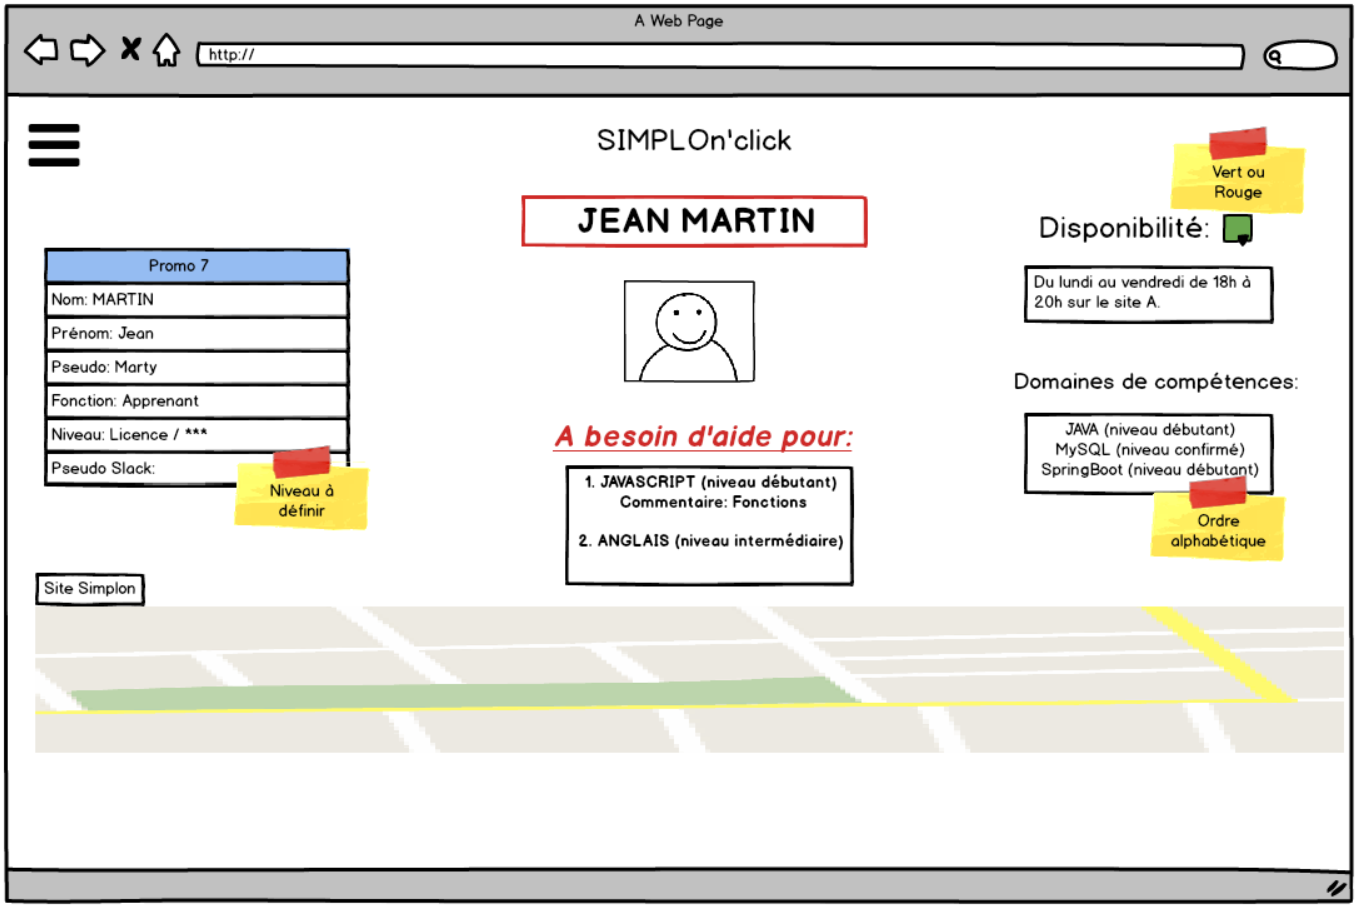 A Web Page
http://
SIMPLOn'click
Vert ou
Rouge
JEAN MARTIN
Disponibilité:
Du lundi au vendredi de 18h à
20h sur le site A.
Promo 7
Nom: MARTIN
Prénom: Jean
Pseudo: Marty
Fonction: Apprenant
Niveau: Licence / ***
Pseudo Slack:
Niveau à
définir
A besoin d'aide pour:
1. JAVASCRIPT (niveau débutant)
Commentaire: Fonctions
2. ANGLAIS (niveau intermédiaire)
Domaines de compétences:
JAVA (niveau débutant)
MySQL (niveau confirmé)
SpringBoot (niveau débutant)
Ordre
alphabétique
Site Simplon